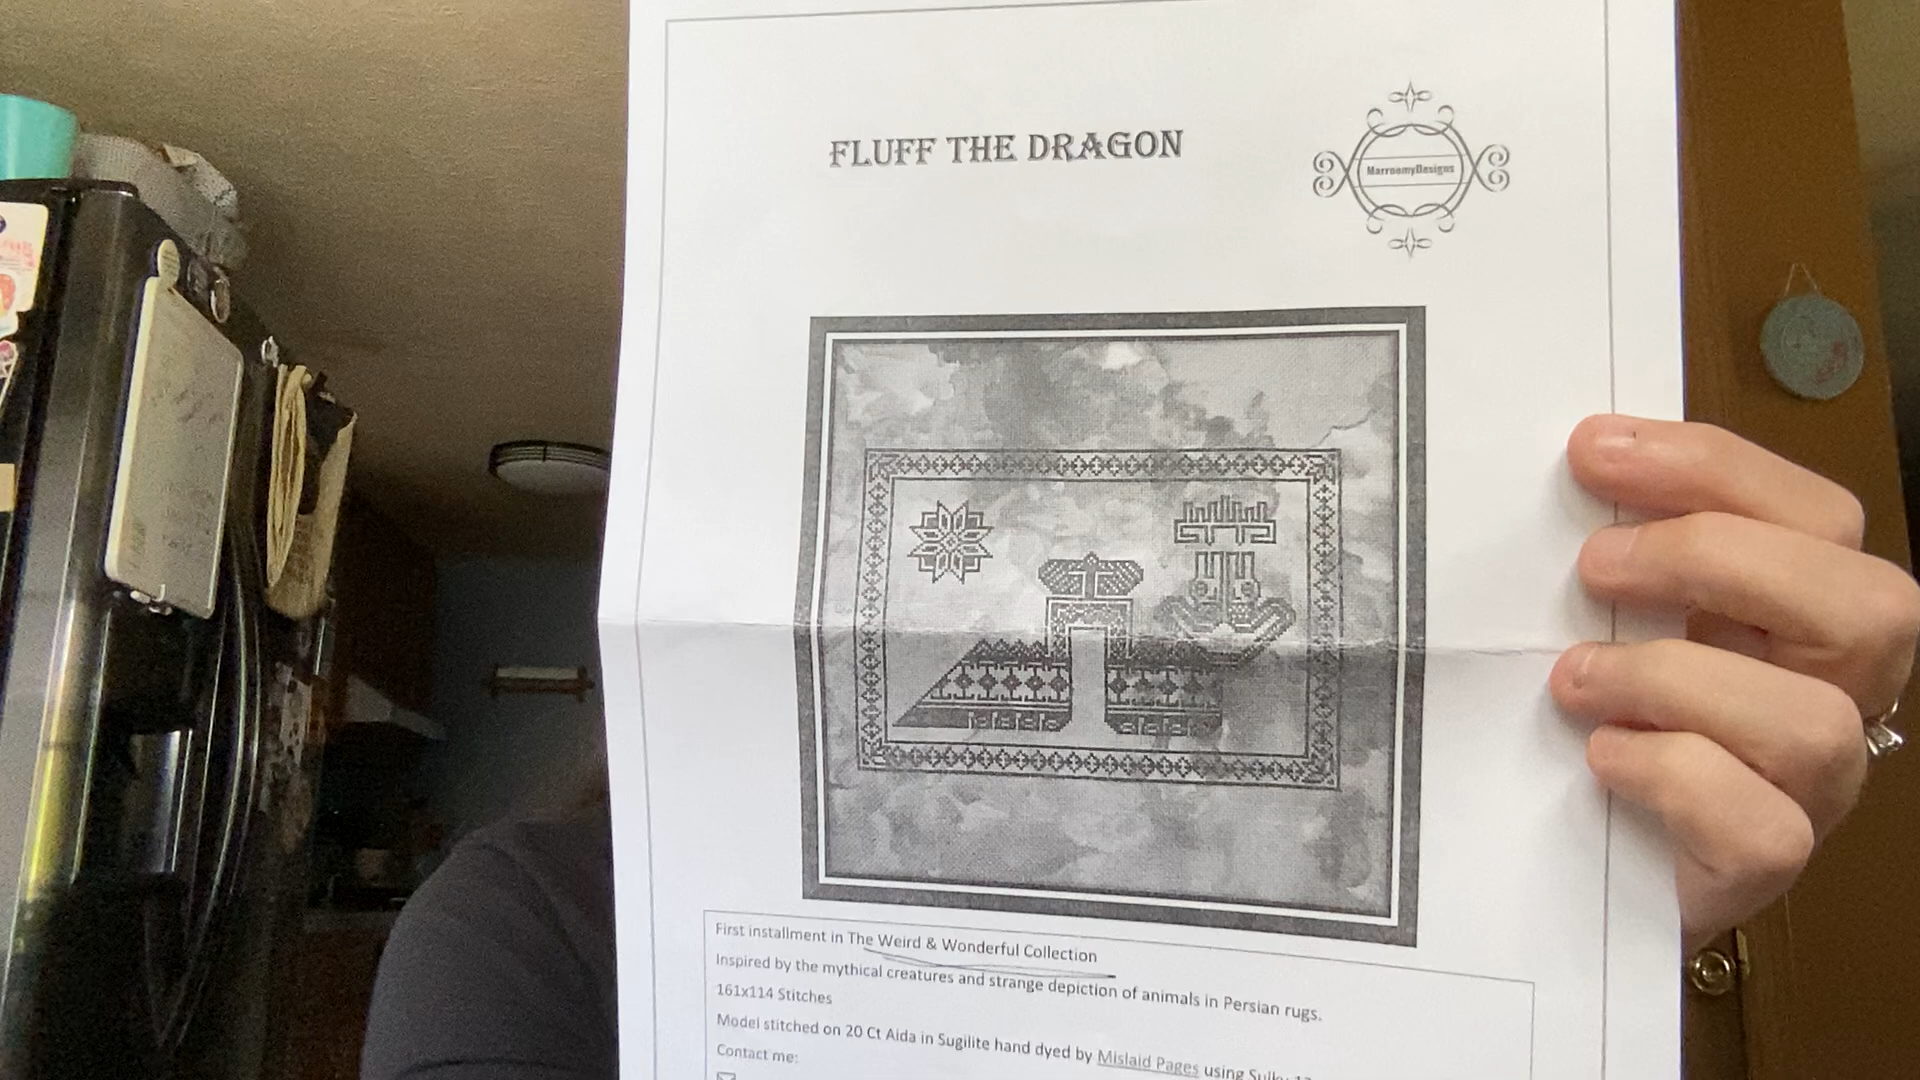 FLUFF THE DRAGON
MarroomyDesigns
First installment in The Weird & Wonderful Collection
Inspired by the mythical creatures and strange depiction of animals in Persian rugs.
161x114 Stitches
Model stitched on 20 Ct Aida in Sugilite hand dyed by Mislaid Pages using
Contact me: